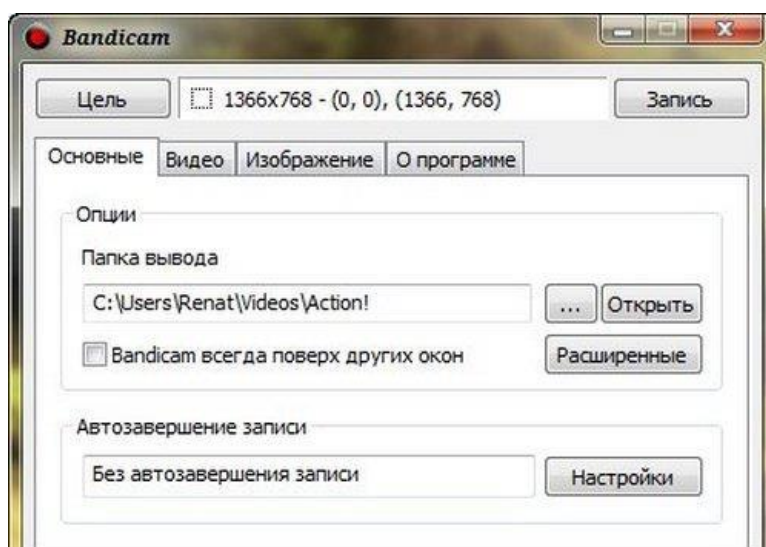 Bandicam
Цель 1366x768 - (0, 0), (1366, 768) Запись
Основные Видео Изображение О программе
Опции
Папка вывода
C:\Users\Renat\Videos\Action! ... Открыть
Bandicam всегда поверх других окон Расширенные
Автозавершение записи
Без автозавершения записи Настройки